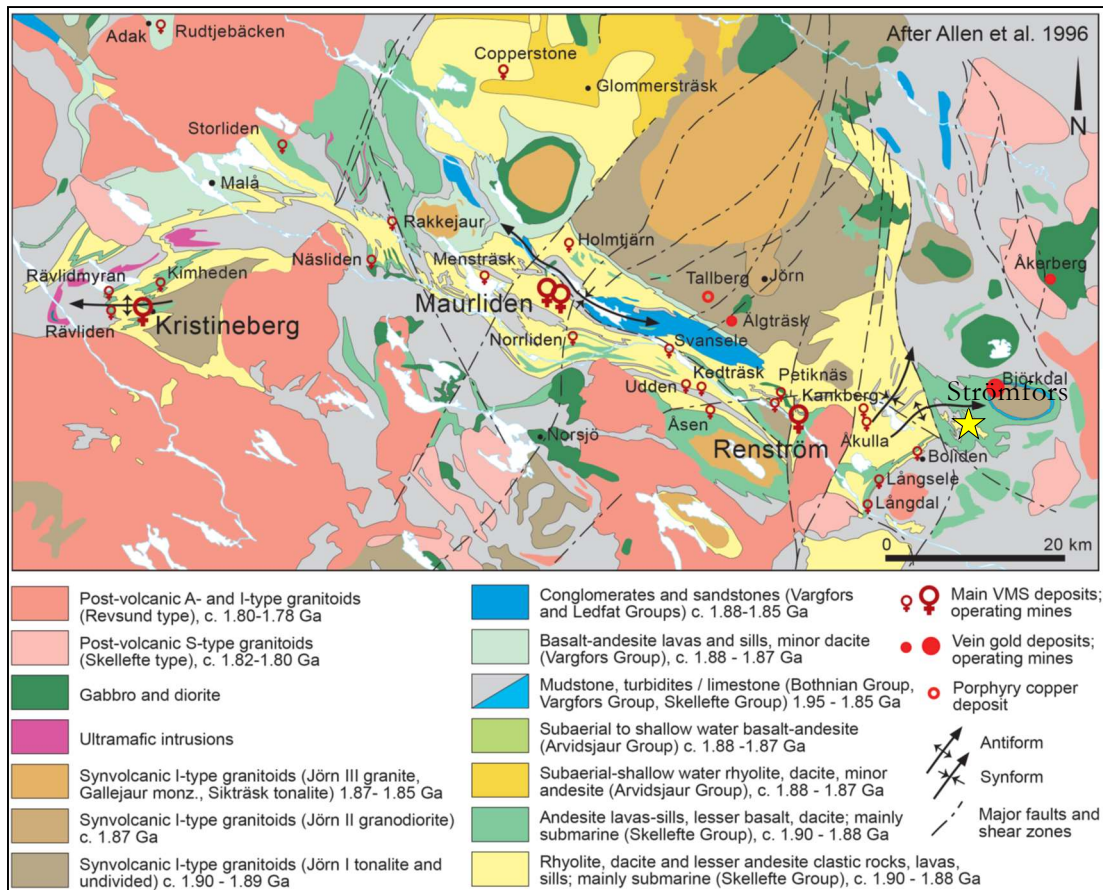 After Allen et al. 1996
Adak
Rudtjebäcken
Copperstone
Glommersträsk
N
Storliden
Malå
Rakkejaur
Holmtjärn
Näsliden
Mensträsk
Rävlidmyran
Kimheden
Tallberg
Jörn
Åkerberg
Maurliden
Rävliden
Kristineberg
Älgträsk
Norrliden
Svansele
Kedträsk
Petiknäs
Björkdal
Udden
Kankberg
Strömfors
Åsen
Norsjö
Renström
Åkulla
Boliden
Långsele
Långdal
0 20 km
Post-volcanic A- and I-type granitoids
(Revsund type), c. 1.80-1.78 Ga
Post-volcanic S-type granitoids
(Skellefte type), c. 1.82-1.80 Ga
Gabbro and diorite
Ultramafic intrusions
Synvolcanic I-type granitoids (Jörn III granite,
Gallejaur monz., Sikträsk tonalite) 1.87- 1.85 Ga
Synvolcanic I-type granitoids (Jörn II granodiorite)
c. 1.87 Ga
Synvolcanic I-type granitoids (Jörn I tonalite and
undivided) c. 1.90 - 1.89 Ga
Conglomerates and sandstones (Vargfors
and Ledfat Groups) c. 1.88-1.85 Ga
Basalt-andesite lavas and sills, minor dacite
(Vargfors Group), c. 1.88 - 1.87 Ga
Mudstone, turbidites / limestone (Bothnian Group,
Vargfors Group, Skellefte Group) 1.95 - 1.85 Ga
Subaerial to shallow water basalt-andesite
(Arvidsjaur Group) c. 1.88 -1.87 Ga
Subaerial-shallow water rhyolite, dacite, minor
andesite (Arvidsjaur Group), c. 1.88 - 1.87 Ga
Andesite lavas-sills, lesser basalt, dacite; mainly
submarine (Skellefte Group), c. 1.90 - 1.88 Ga
Rhyolite, dacite and lesser andesite clastic rocks, lavas,
sills; mainly submarine (Skellefte Group), c. 1.90 - 1.88 Ga
Main VMS deposits;
operating mines
Vein gold deposits;
operating mines
Porphyry copper
deposit
Antiform
Synform
Major faults and
shear zones